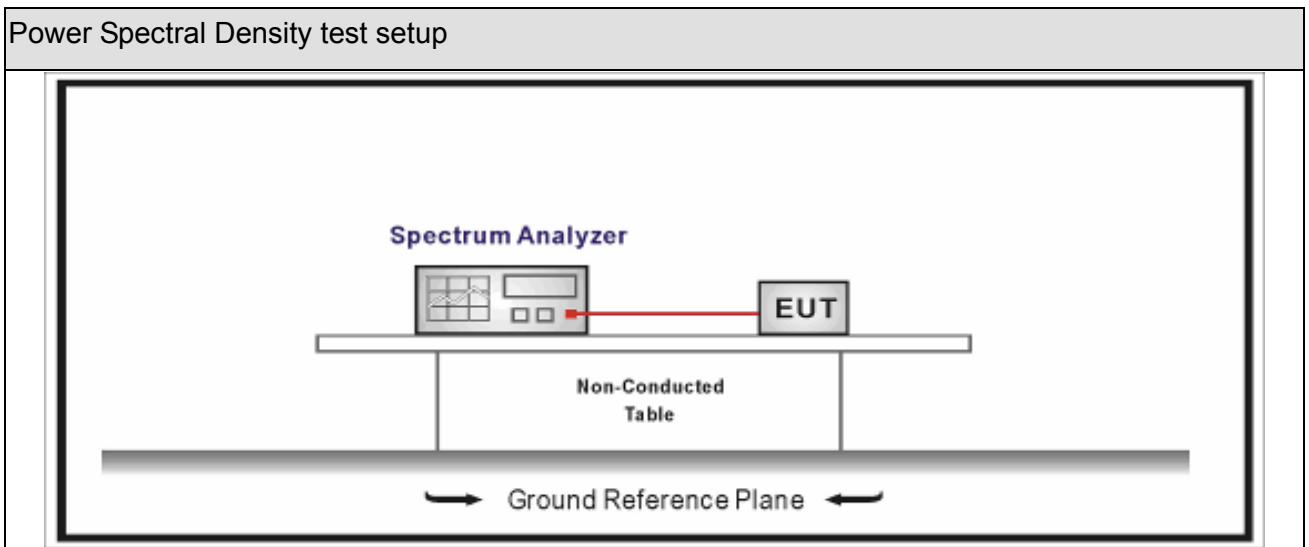 Power Spectral Density test setup
Spectrum Analyzer
EUT
Non-Conducted
Table
Ground Reference Plane